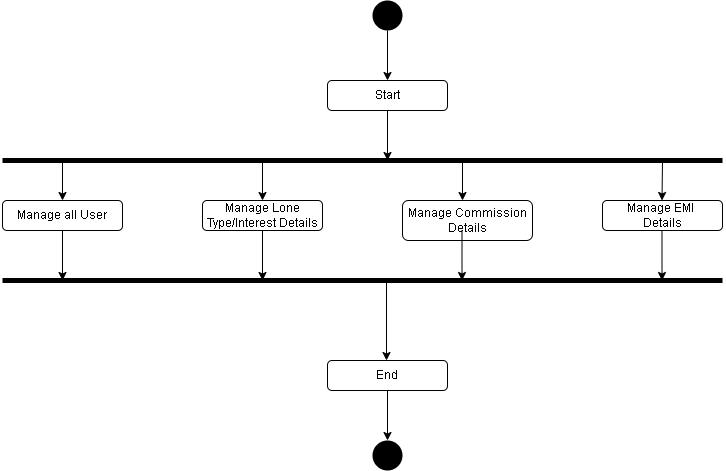 Start
Manage all User
Manage Lone
Type/Interest Details
Manage Commission
Details
Manage EMI
Details
End